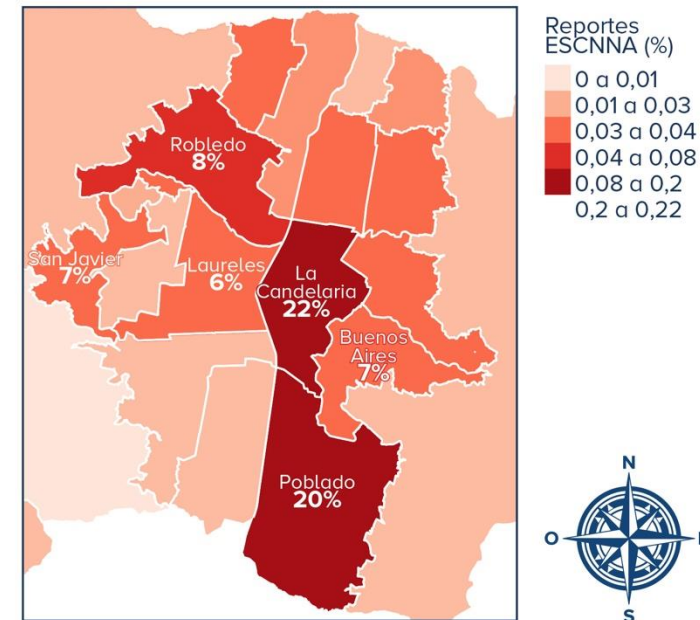 Reportes
ESCNNA (%)
0 a 0,01
0,01 a 0,03
0,03 a 0,04
0,04 a 0,08
0,08 a 0,2
0,2 a 0,22
Robledo
8%
San Javier
7%
Laureles
6%
La
Candelaria
22%
Buenos
Aires
7%
Poblado
20%
N
O
S